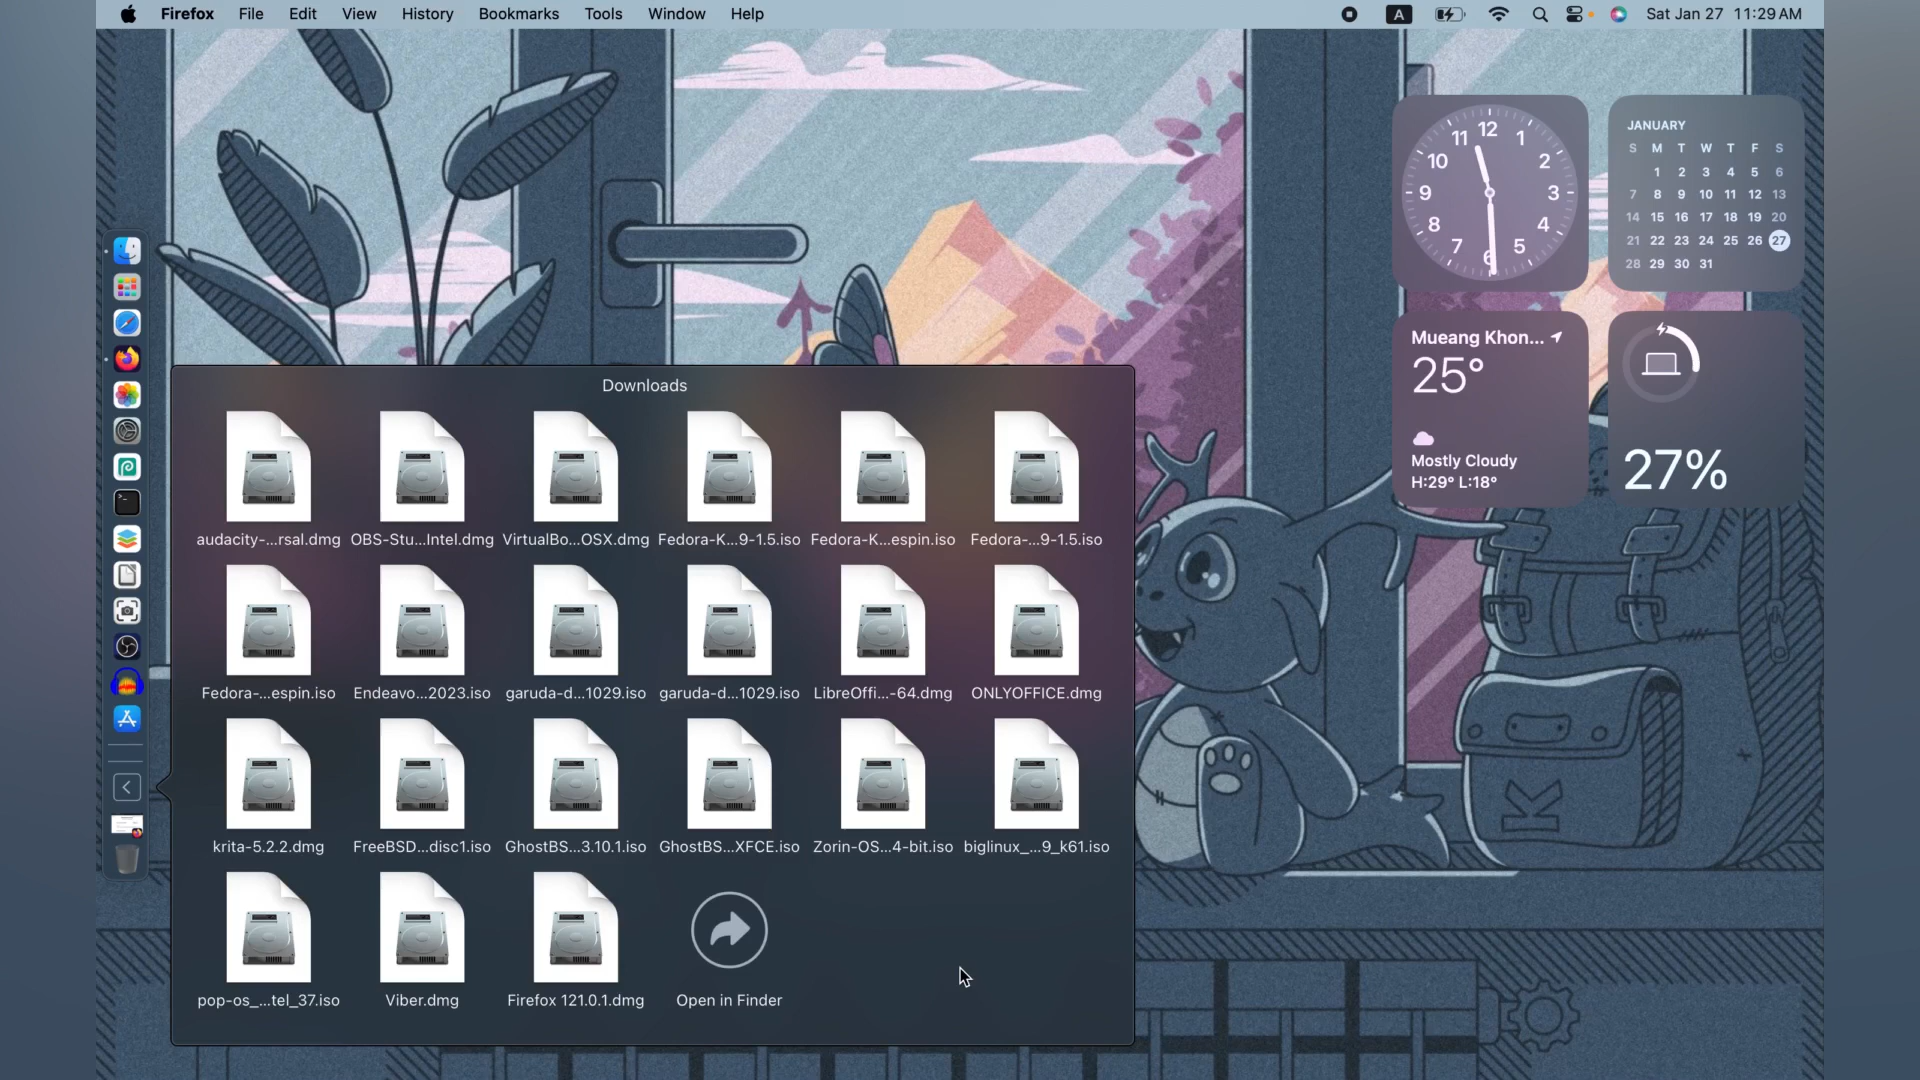 Firefox File Edit View History Bookmarks Tools Window Help
A
Sat Jan 27 11:29 AM
12
11 1
10 2
9 3
8 4
7 5
6
JANUARY
S M T W T F S
1 2 3 4 5 6
7 8 9 10 11 12 13
14 15 16 17 18 19 20
21 22 23 24 25 26 27
28 29 30 31
Mueang Khon...
25°
Mostly Cloudy
H:29° L:18°
27%
Downloads
audacity-...rsal.dmg OBS-Stu...Intel.dmg VirtualBo...OSX.dmg Fedora-K...9-1.5.iso Fedora-K...espin.iso Fedora-...9-1.5.iso
Fedora-...espin.iso Endeavo...2023.iso garuda-d...1029.iso garuda-d...1029.iso LibreOffi...-64.dmg ONLYOFFICE.dmg
krita-5.2.2.dmg FreeBSD...disc1.iso GhostBS...3.10.1.iso GhostBS...XFCE.iso Zorin-OS...4-bit.iso biglinux_...9_k61.iso
pop-os_...tel_37.iso Viber.dmg Firefox 121.0.1.dmg Open in Finder
K